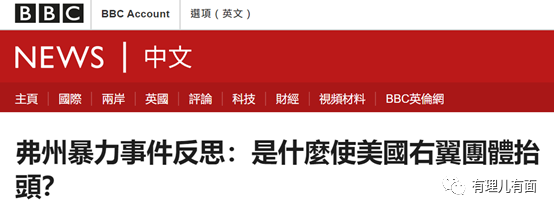 BBC BBC Account 選項（英文）
NEWS 中文
主頁 國際 兩岸 英國 評論 科技 財經 視頻材料 BBC英倫網
弗州暴力事件反思：是什麼使美國右翼團體抬
頭？
有理儿有面